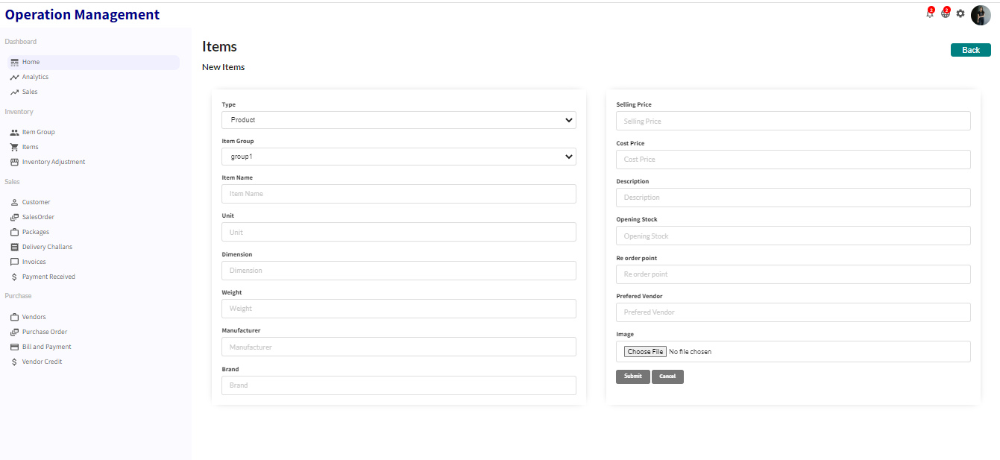 Operation Management
2
2
Dashboard
Home
Analytics
Sales
Inventory
Item Group
Items
Inventory Adjustment
Sales
Customer
SalesOrder
Packages
Delivery Challans
Invoices
Payment Received
Purchase
Vendors
Purchase Order
Bill and Payment
Vendor Credit
Items
Back
New Items
Type
Product
Item Group
group1
Item Name
Item Name
Unit
Unit
Dimension
Dimension
Weight
Weight
Manufacturer
Manufacturer
Brand
Brand
Selling Price
Selling Price
Cost Price
Cost Price
Description
Description
Opening Stock
Opening Stock
Re order point
Re order point
Prefered Vendor
Prefered Vendor
Image
Choose File No file chosen
Submit Cancel